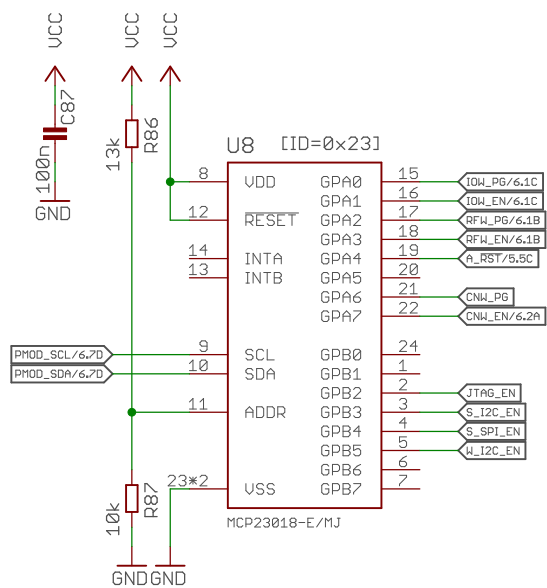 VCC
VCC
VCC
C87
100n
GND
R86
13k
U8 [ID=0x23]
8 VDD GPA0 15 IOW_PG/6.1C
GPA1 16 IOW_EN/6.1C
12 RESET GPA2 17 RFW_PG/6.1B
GPA3 18 RFW_EN/6.1B
14 INTA GPA4 19 A_RST/5.5C
13 INTB GPA5 20
GPA6 21 CNW_PG
GPA7 22 CNW_EN/6.2A
PMOD_SCL/6.7D 9 SCL GPB0 24
PMOD_SDA/6.7D 10 SDA GPB1 1
GPB2 2 JTAG_EN
11 ADDR GPB3 3 S_I2C_EN
GPB4 4 S_SPI_EN
GPB5 5 W_I2C_EN
GPB6 6
23*2 VSS GPB7 7
R87
10k
MCP23018-E/MJ
GND
GND